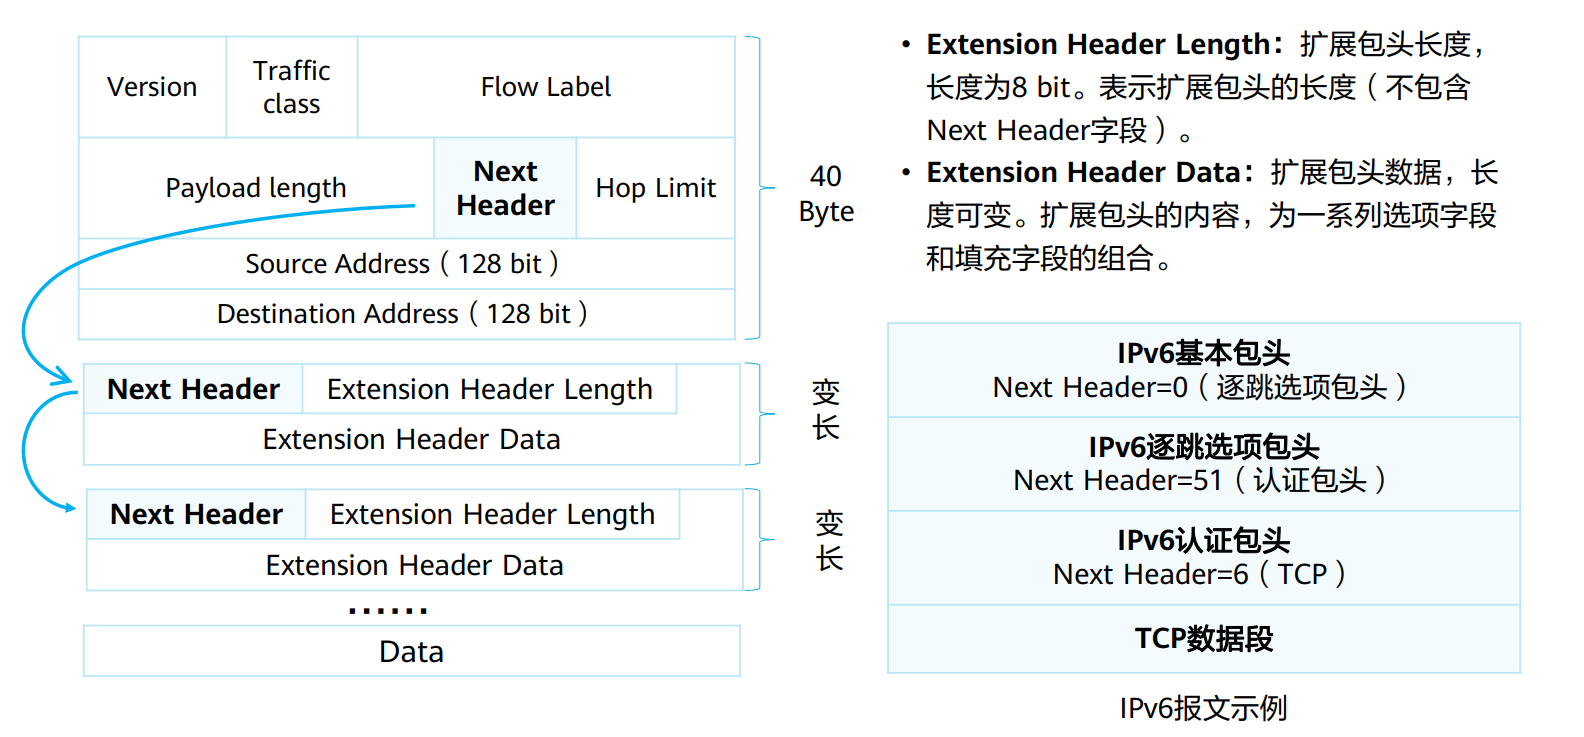 Version
Traffic
class
Flow Label
Payload length
Next
Header
Hop Limit
Source Address（128 bit）
Destination Address（128 bit）
40
Byte
Next Header
Extension Header Length
Extension Header Data
变
长
Next Header
Extension Header Length
Extension Header Data
变
长
······
Data
• Extension Header Length：扩展包头长度，
长度为8 bit。表示扩展包头的长度（不包含
Next Header字段）。
• Extension Header Data：扩展包头数据，长
度可变。扩展包头的内容，为一系列选项字段
和填充字段的组合。
IPv6基本包头
Next Header=0（逐跳选项包头）
IPv6逐跳选项包头
Next Header=51（认证包头）
IPv6认证包头
Next Header=6（TCP）
TCP数据段
IPv6报文示例